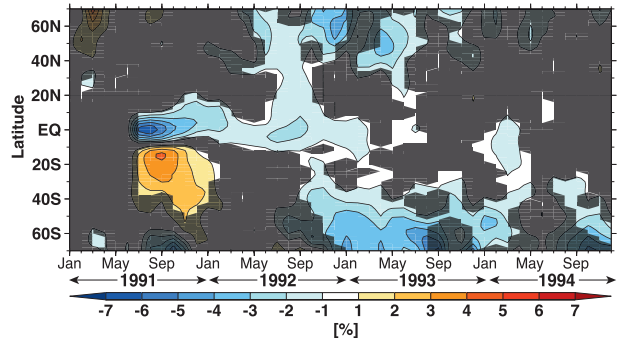 60N
40N
20N
EQ
20S
40S
60S
Latitude
Jan May Sep Jan May Sep Jan May Sep Jan May Sep
1991 1992 1993 1994
-7 -6 -5 -4 -3 -2 -1 1 2 3 4 5 6 7
[%]